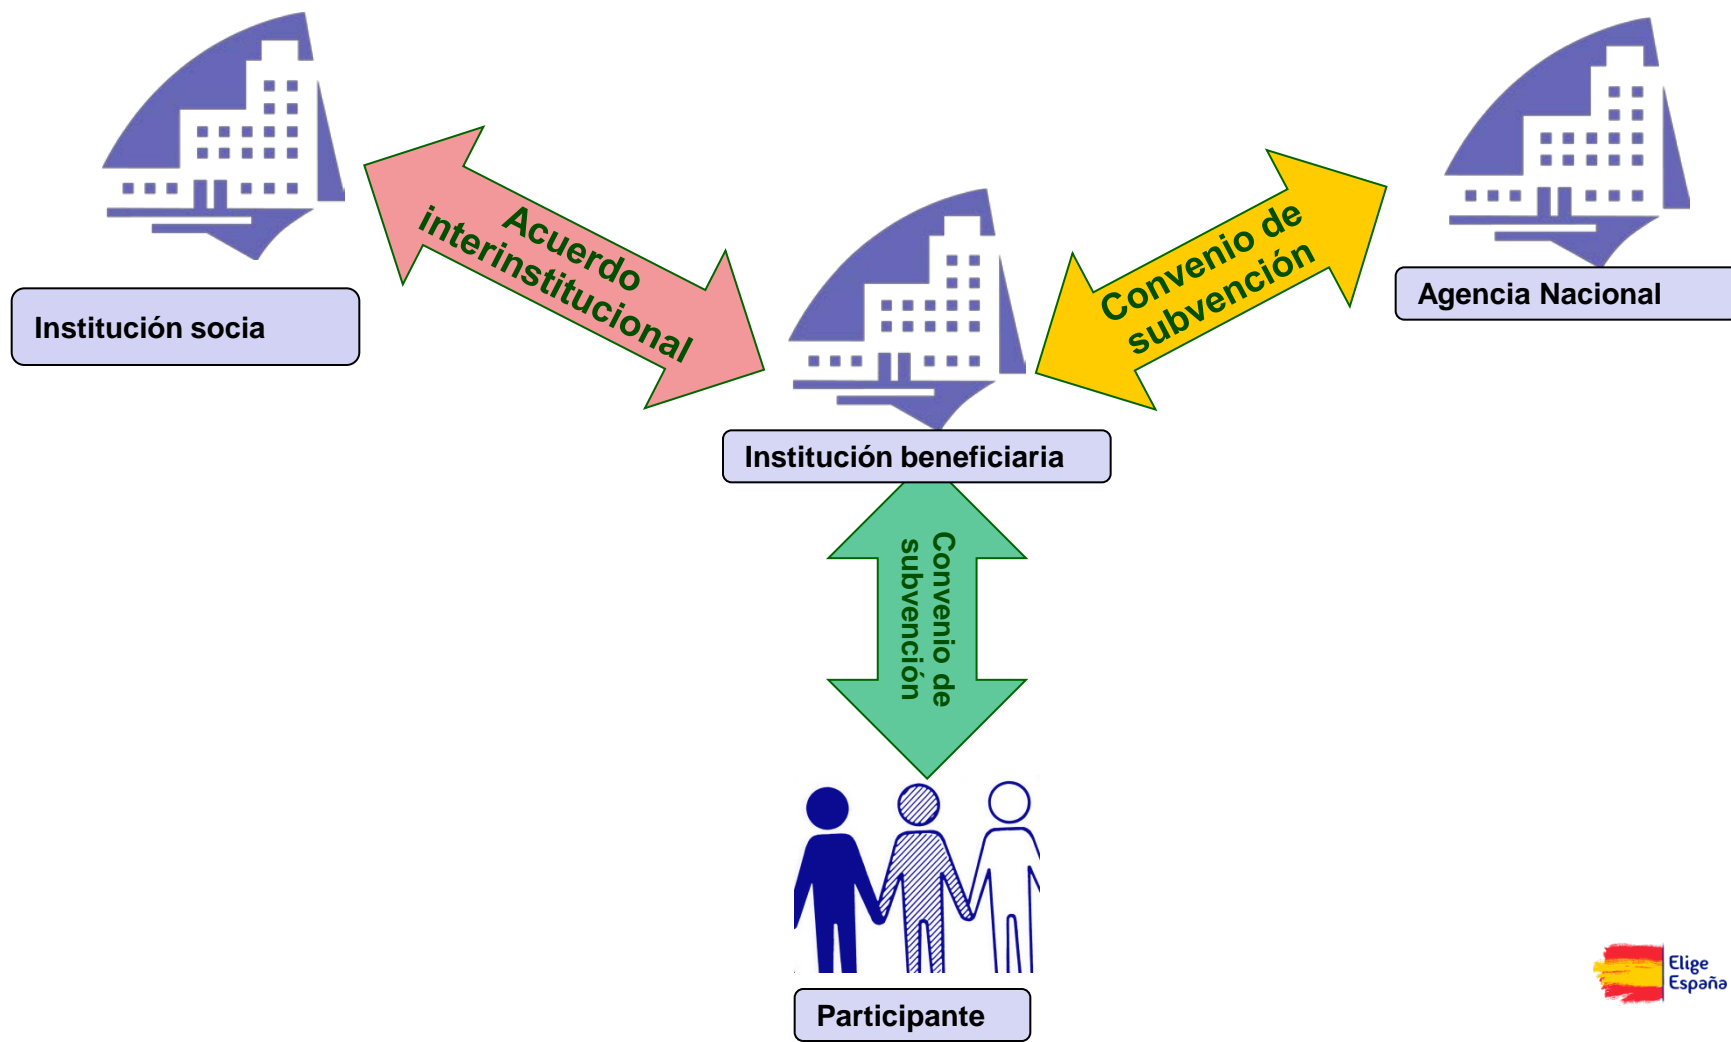 Acuerdo
interinstitucional
Convenio de
subvención
Institución socia
Agencia Nacional
Institución beneficiaria
Convenio de
subvención
Participante
Elige
España